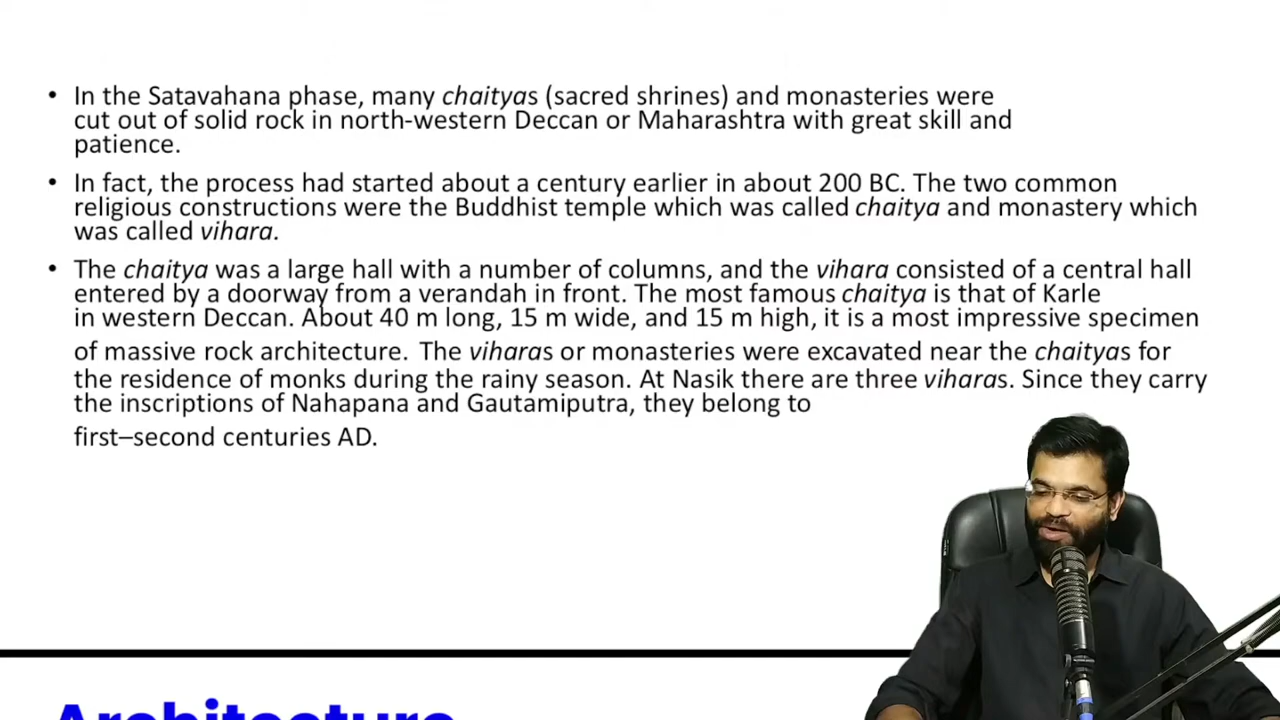 • In the Satavahana phase, many chaityas (sacred shrines) and monasteries were
cut out of solid rock in north-western Deccan or Maharashtra with great skill and
patience.
• In fact, the process had started about a century earlier in about 200 BC. The two common
religious constructions were the Buddhist temple which was called chaitya and monastery which
was called vihara.
• The chaitya was a large hall with a number of columns, and the vihara consisted of a central hall
entered by a doorway from a verandah in front. The most famous chaitya is that of Karle
in western Deccan. About 40 m long, 15 m wide, and 15 m high, it is a most impressive specimen
of massive rock architecture. The viharas or monasteries were excavated near the chaityas for
the residence of monks during the rainy season. At Nasik there are three viharas. Since they carry
the inscriptions of Nahapana and Gautamiputra, they belong to
first–second centuries AD.
Architecture